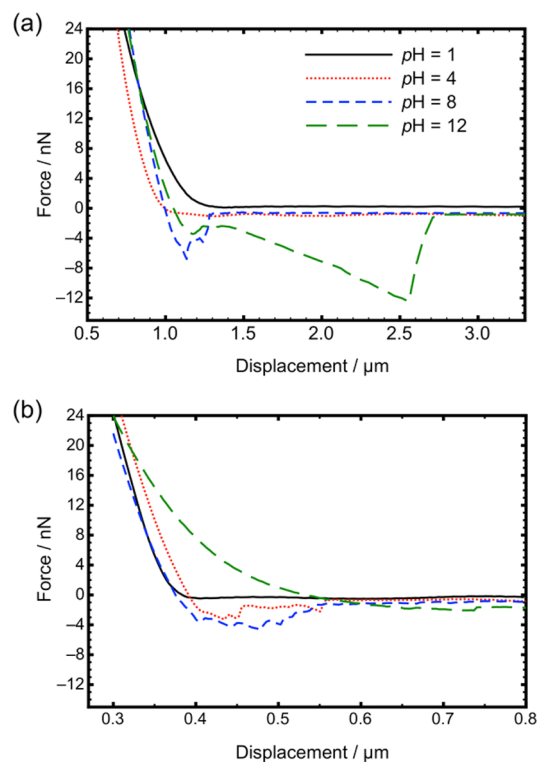 (a)
24
20
16
12
8
4
0
−4
−8
−12
Force / nN
pH = 1
pH = 4
pH = 8
pH = 12
0.5 1.0 1.5 2.0 2.5 3.0
Displacement / µm
(b)
24
20
16
12
8
4
0
−4
−8
−12
Force / nN
0.3 0.4 0.5 0.6 0.7 0.8
Displacement / µm